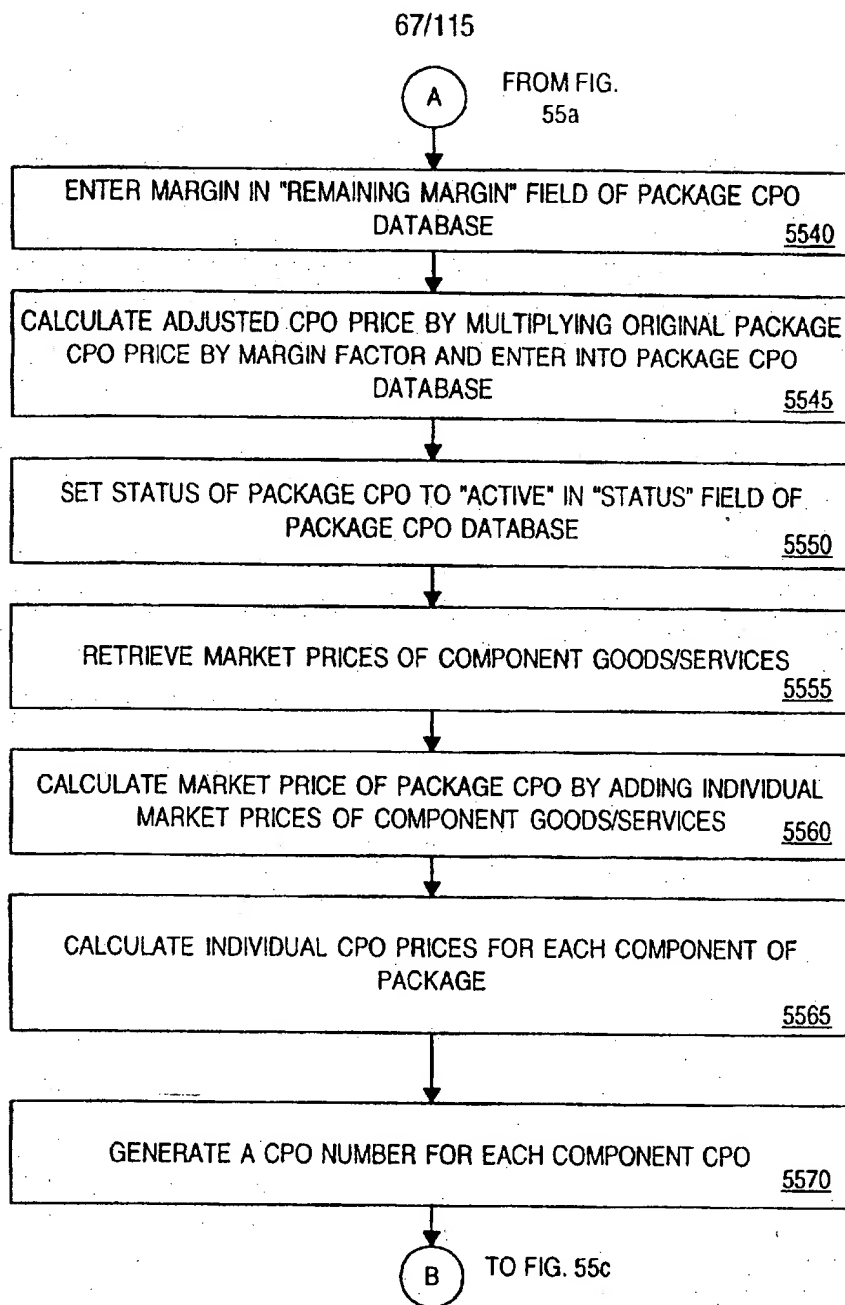 67/115
A
FROM FIG.
55a
ENTER MARGIN IN "REMAINING MARGIN" FIELD OF PACKAGE CPO
DATABASE
5540
CALCULATE ADJUSTED CPO PRICE BY MULTIPLYING ORIGINAL PACKAGE
CPO PRICE BY MARGIN FACTOR AND ENTER INTO PACKAGE CPO
DATABASE
5545
SET STATUS OF PACKAGE CPO TO "ACTIVE" IN "STATUS" FIELD OF
PACKAGE CPO DATABASE
5550
RETRIEVE MARKET PRICES OF COMPONENT GOODS/SERVICES
5555
CALCULATE MARKET PRICE OF PACKAGE CPO BY ADDING INDIVIDUAL
MARKET PRICES OF COMPONENT GOODS/SERVICES
5560
CALCULATE INDIVIDUAL CPO PRICES FOR EACH COMPONENT OF
PACKAGE
5565
GENERATE A CPO NUMBER FOR EACH COMPONENT CPO
5570
B
TO FIG. 55c